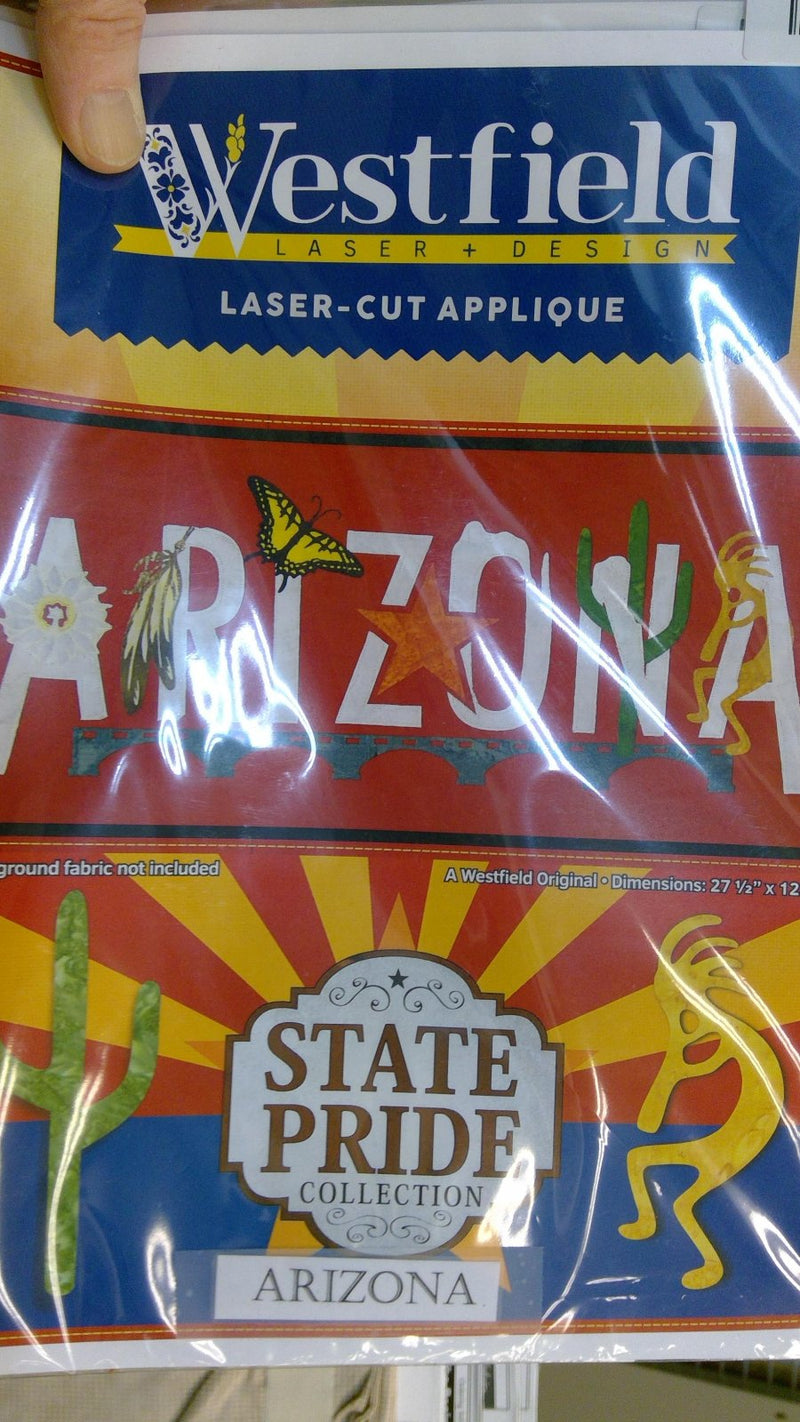 Westfield
LASER + DESIGN
LASER-CUT APPLIQUE
ARIZONA
ground fabric not included
A Westfield Original • Dimensions: 27 ½" x 12
STATE
PRIDE
COLLECTION
ARIZONA